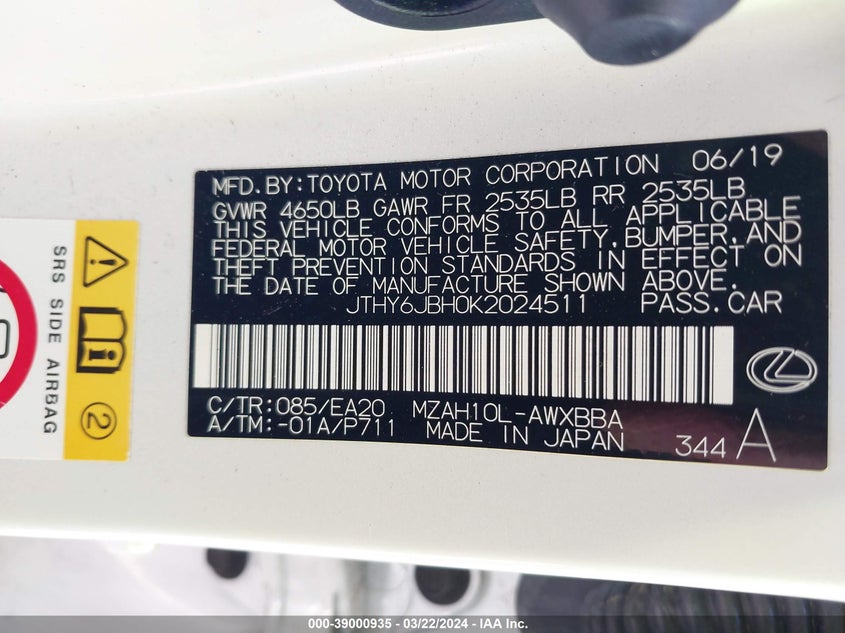 MFD.BY:TOYOTA MOTOR CORPORATION 06/19
GVWR 4650LB GAWR FR 2535LB RR 2535LB
THIS VEHICLE CONFORMS TO ALL APPLICABLE
FEDERAL MOTOR VEHICLE SAFETY,BUMPER,AND
THEFT PREVENTION STANDARDS IN EFFECT ON
THE DATE OF MANUFACTURE SHOWN ABOVE.
JTHY6JBH0K2024511 PASS.CAR
C/TR:085/EA20 MZAH10L-AWXBBA
A/TM:-01A/P711 MADE IN JAPAN 344 A
SRS SIDE AIRBAG
2
000-39000935 - 03/22/2024 - IAA Inc.